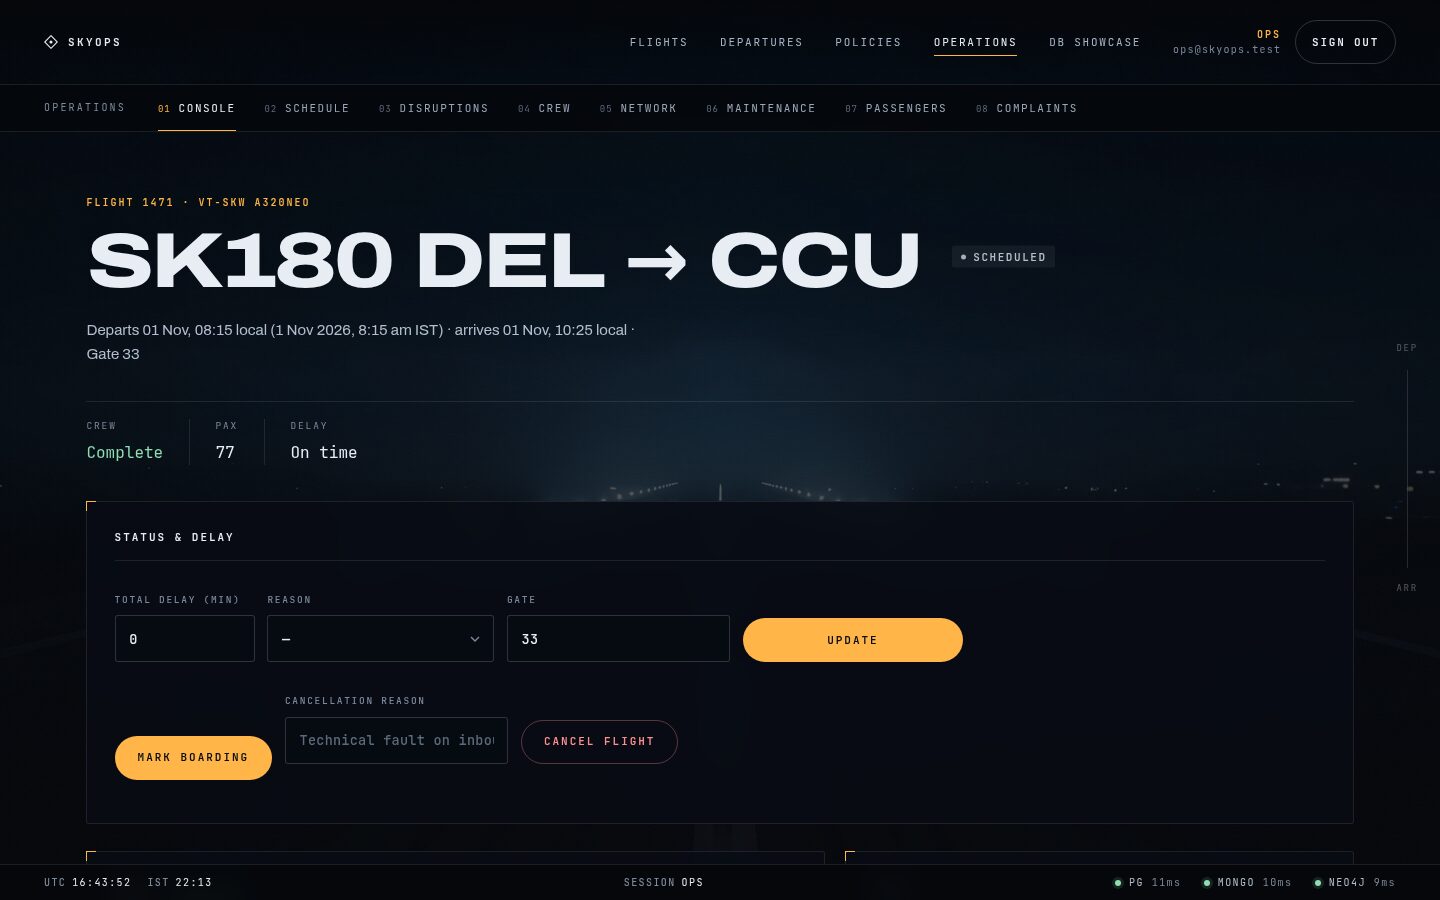 SKYOPS
FLIGHTS DEPARTURES POLICIES OPERATIONS DB SHOWCASE
OPS
ops@skyops.test
SIGN OUT
OPERATIONS 01 CONSOLE 02 SCHEDULE 03 DISRUPTIONS 04 CREW 05 NETWORK 06 MAINTENANCE 07 PASSENGERS 08 COMPLAINTS
FLIGHT 1471 · VT-SKW A320NEO
SK180 DEL → CCU
SCHEDULED
Departs 01 Nov, 08:15 local (1 Nov 2026, 8:15 am IST) · arrives 01 Nov, 10:25 local ·
Gate 33
DEP
CREW PAX DELAY
Complete 77 On time
STATUS & DELAY
ARR
TOTAL DELAY (MIN) REASON GATE
0 — 33 UPDATE
CANCELLATION REASON
MARK BOARDING Technical fault on inbo CANCEL FLIGHT
UTC 16:43:52 IST 22:13 SESSION OPS PG 11ms MONGO 10ms NEO4J 9ms